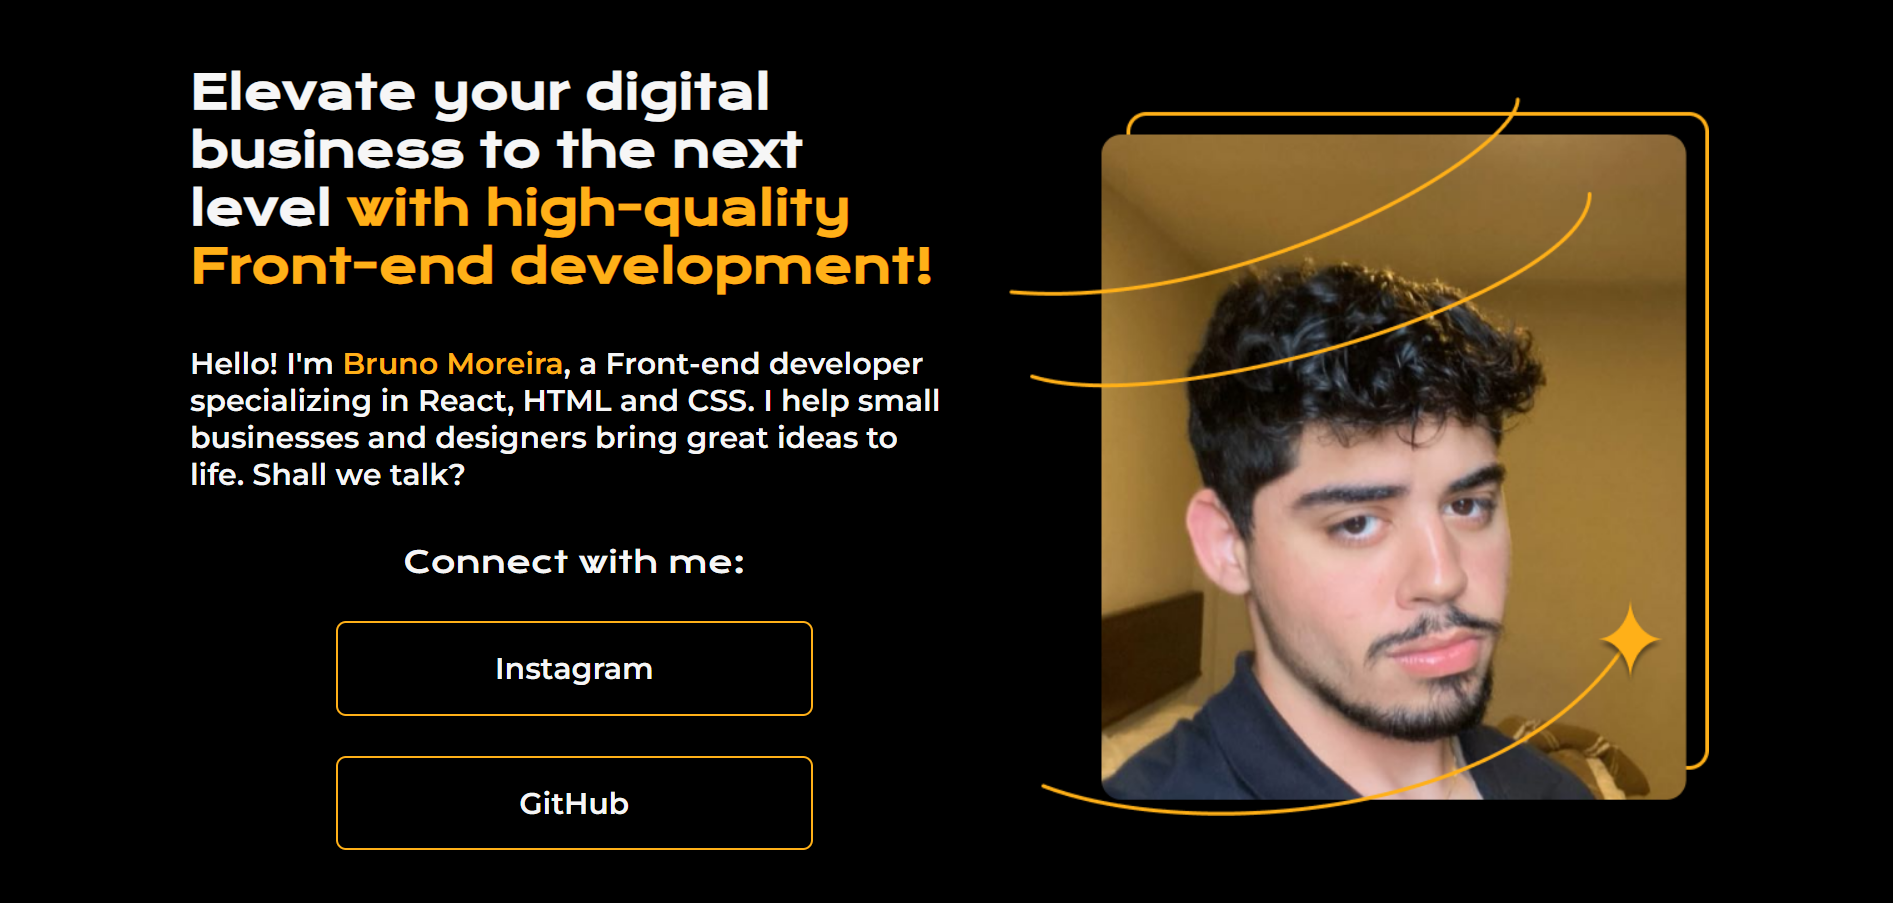 Elevate your digital
business to the next
level with high-quality
Front-end development!
Hello! I'm Bruno Moreira, a Front-end developer
specializing in React, HTML and CSS. I help small
businesses and designers bring great ideas to
life. Shall we talk?
Connect with me:
Instagram
GitHub